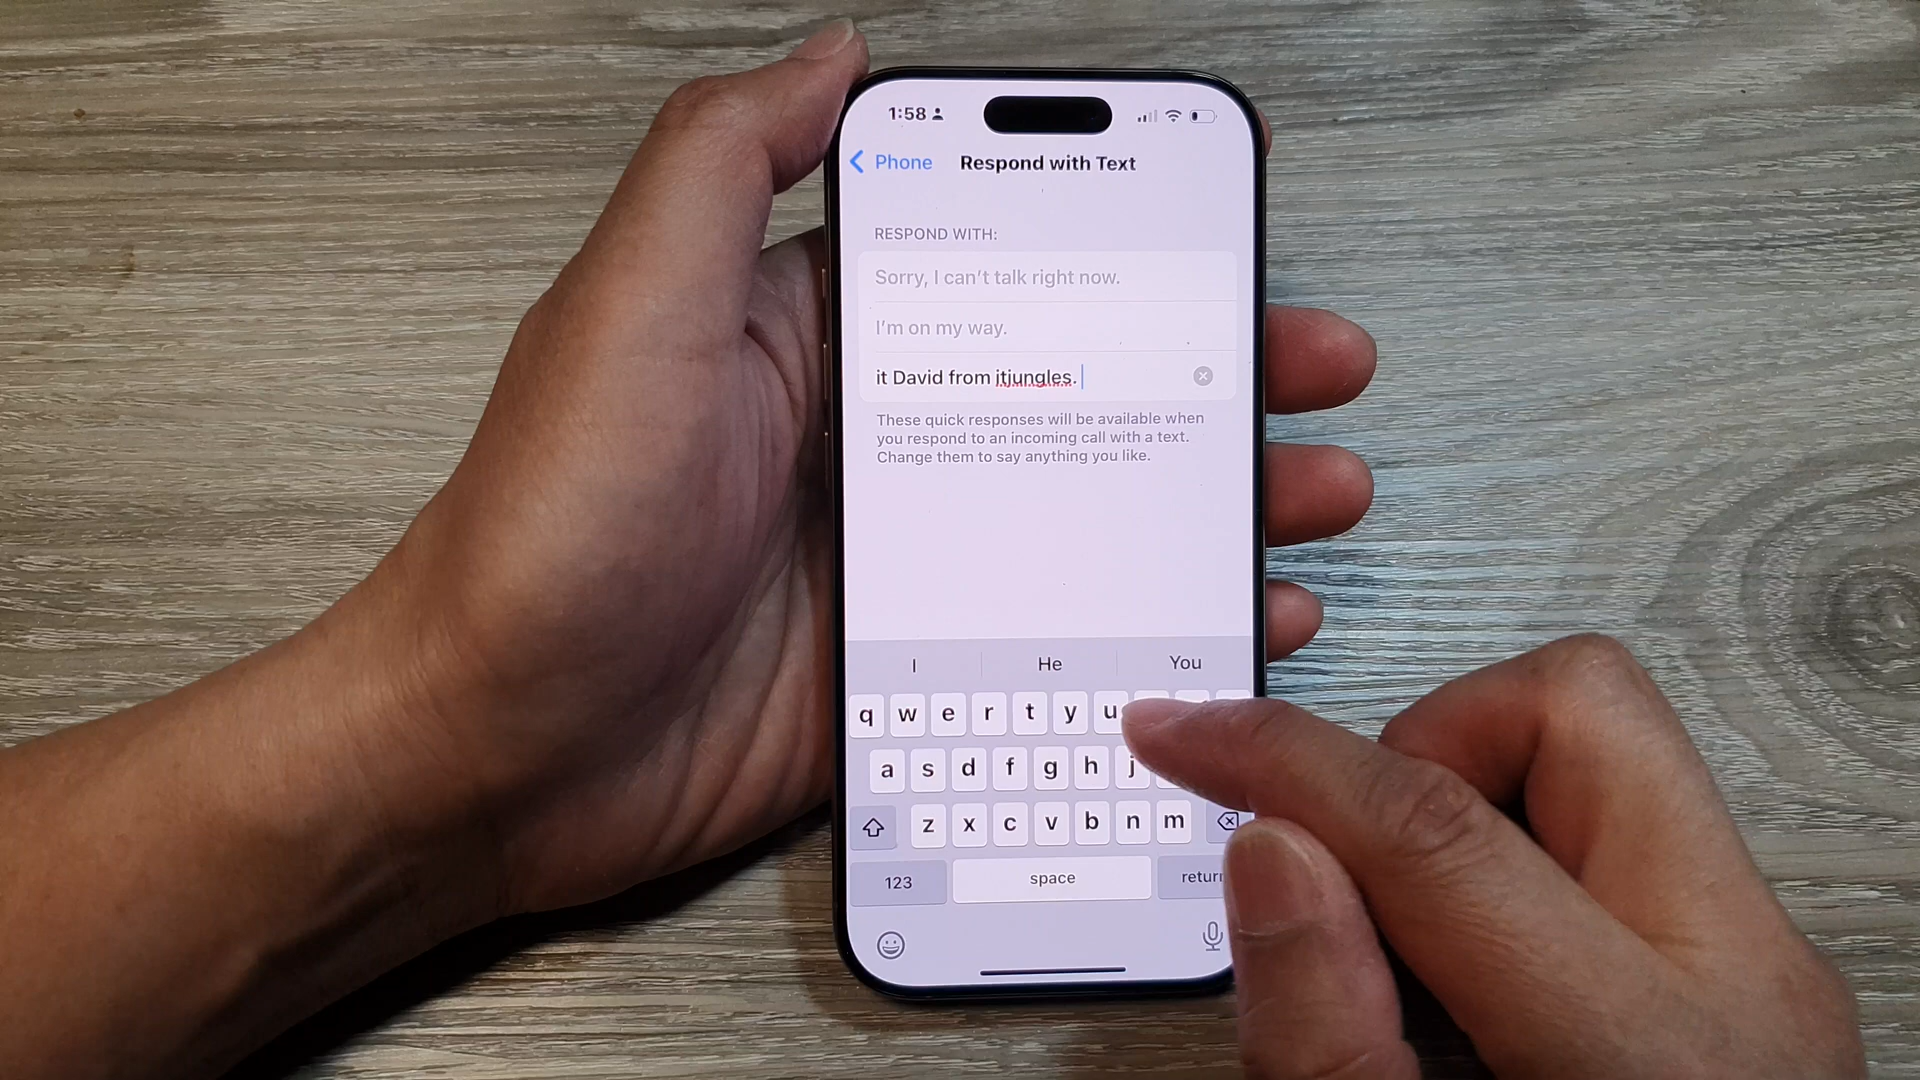 1:58
Phone Respond with Text
RESPOND WITH:
Sorry, I can't talk right now.
I'm on my way.
it David from itjungles.
These quick responses will be available when
you respond to an incoming call with a text.
Change them to say anything you like.
I He You
q w e r t y u
a s d f g h j
z x c v b n m
123 space